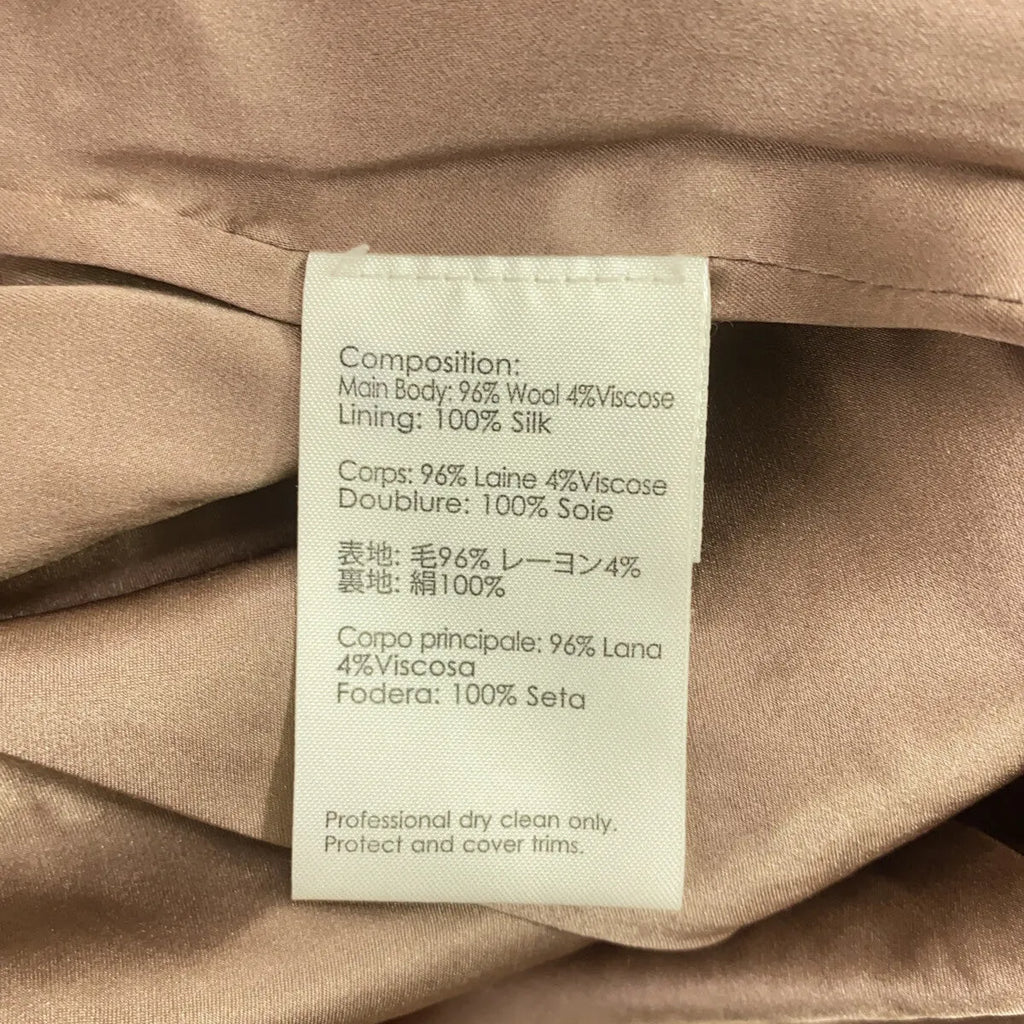 Composition:
Main Body: 96% Wool 4%Viscose
Lining: 100% Silk
Corps: 96% Laine 4%Viscose
Doublure: 100% Soie
表地: 毛96% レーヨン4%
裏地: 絹100%
Corpo principale: 96% Lana
4%Viscosa
Fodera: 100% Seta
Professional dry clean only.
Protect and cover trims.